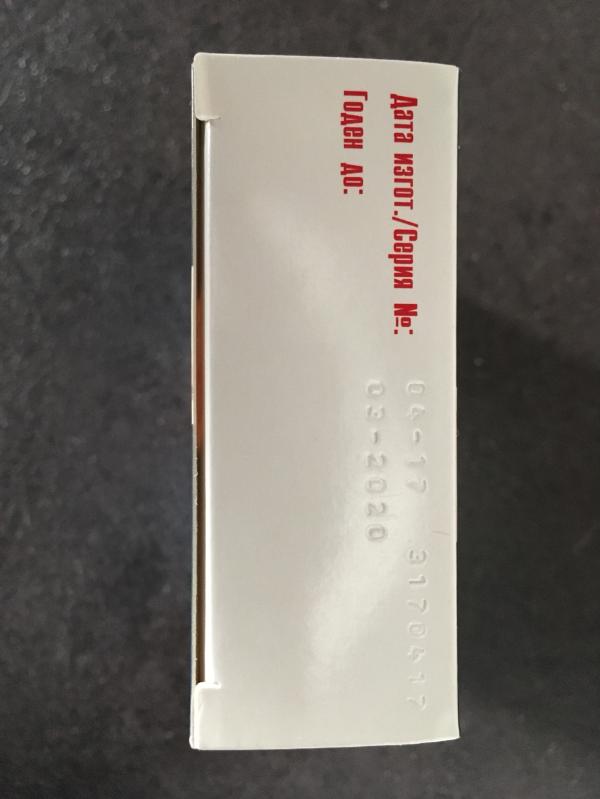 Дата изгот./Серия №: 04-17 3170417
Годен до: 03-2020